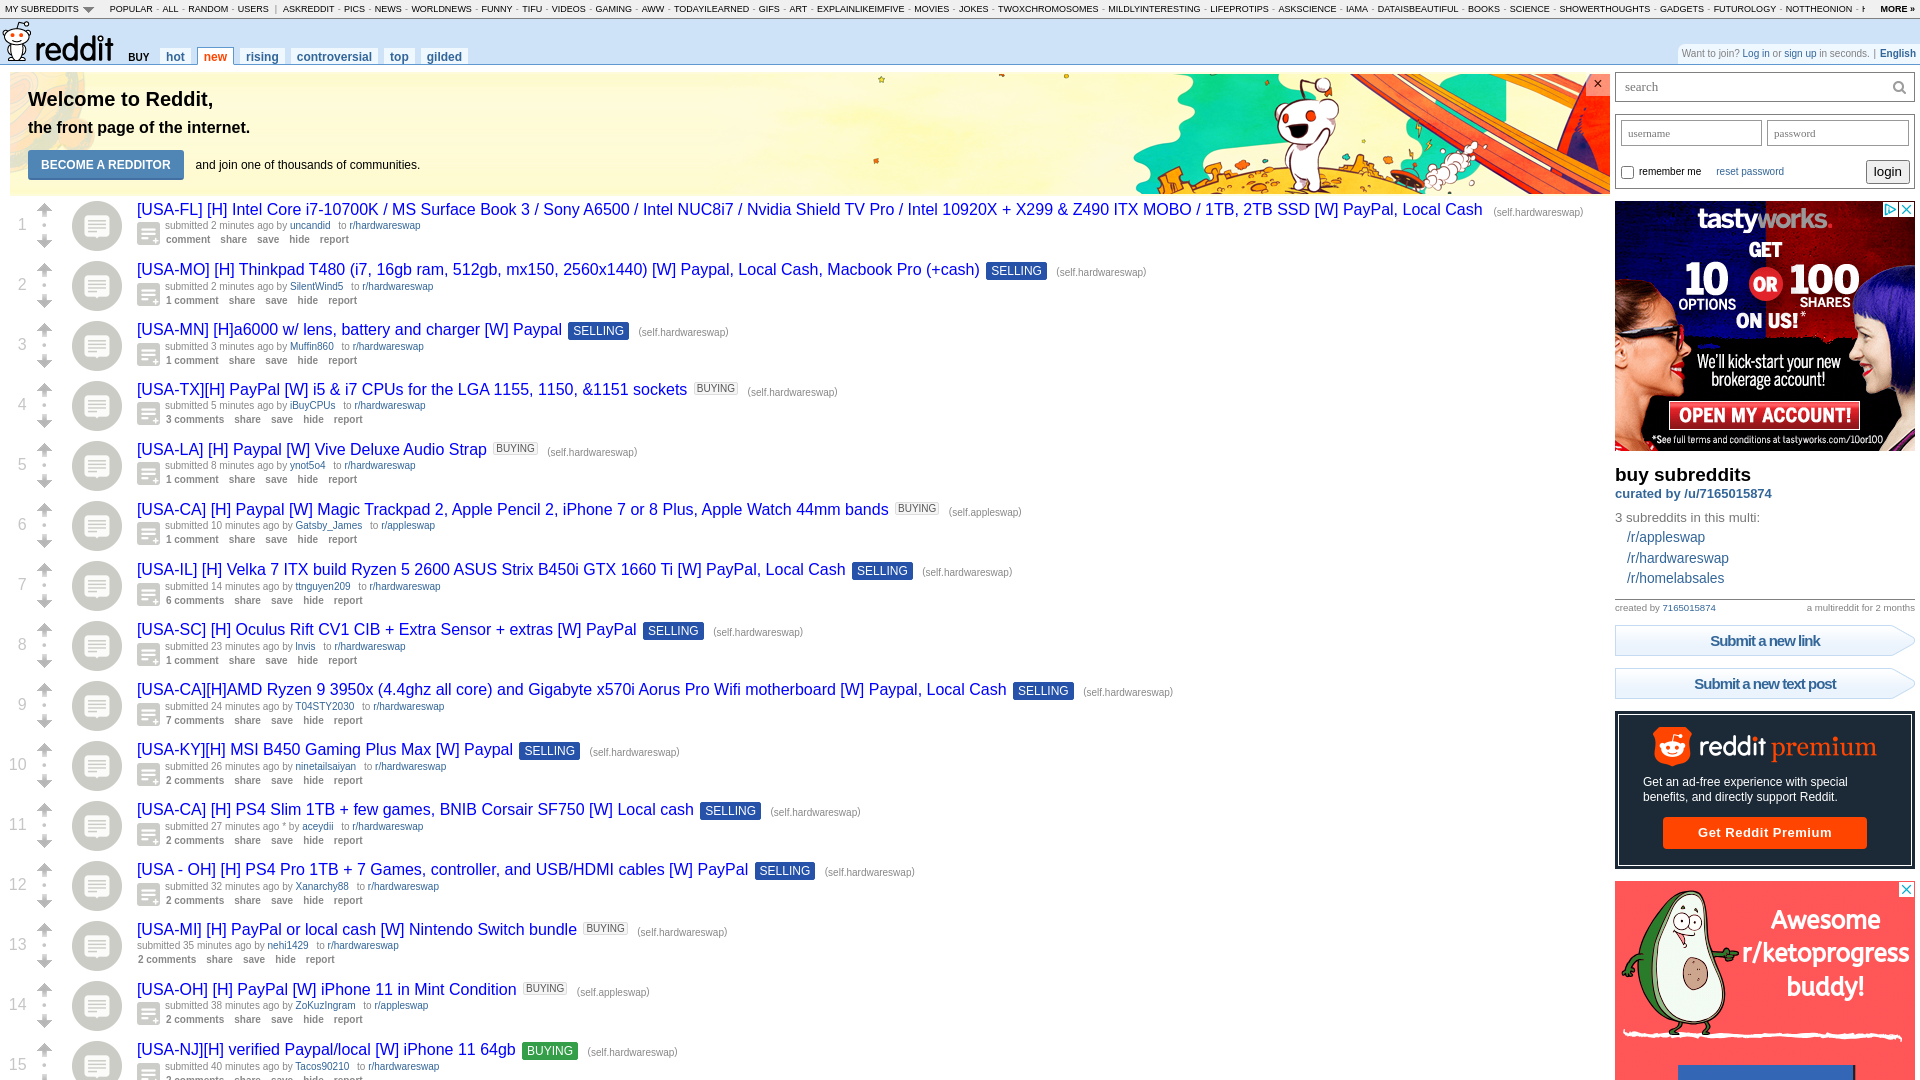 MY SUBREDDITS POPULAR - ALL - RANDOM - USERS | ASKREDDIT - PICS - NEWS - WORLDNEWS - FUNNY - TIFU - VIDEOS - GAMING - AWW - TODAYILEARNED - GIFS - ART - EXPLAINLIKEIMFIVE - MOVIES - JOKES - TWOXCHROMOSOMES - MILDLYINTERESTING - LIFEPROTIPS - ASKSCIENCE - IAMA - DATAISBEAUTIFUL - BOOKS - SCIENCE - SHOWERTHOUGHTS - GADGETS - FUTUROLOGY - NOTTHEONION - MORE »
reddit BUY hot new rising controversial top gilded
Want to join? Log in or sign up in seconds. | English
Welcome to Reddit,
the front page of the internet.
BECOME A REDDITOR and join one of thousands of communities.
×
1
[USA-FL] [H] Intel Core i7-10700K / MS Surface Book 3 / Sony A6500 / Intel NUC8i7 / Nvidia Shield TV Pro / Intel 10920X + X299 & Z490 ITX MOBO / 1TB, 2TB SSD [W] PayPal, Local Cash (self.hardwareswap)
submitted 2 minutes ago by uncandid to r/hardwareswap
comment share save hide report
2
[USA-MO] [H] Thinkpad T480 (i7, 16gb ram, 512gb, mx150, 2560x1440) [W] Paypal, Local Cash, Macbook Pro (+cash) SELLING (self.hardwareswap)
submitted 2 minutes ago by SilentWind5 to r/hardwareswap
1 comment share save hide report
3
[USA-MN] [H]a6000 w/ lens, battery and charger [W] Paypal SELLING (self.hardwareswap)
submitted 3 minutes ago by Muffin860 to r/hardwareswap
1 comment share save hide report
4
[USA-TX][H] PayPal [W] i5 & i7 CPUs for the LGA 1155, 1150, &1151 sockets BUYING (self.hardwareswap)
submitted 5 minutes ago by iBuyCPUs to r/hardwareswap
3 comments share save hide report
5
[USA-LA] [H] Paypal [W] Vive Deluxe Audio Strap BUYING (self.hardwareswap)
submitted 8 minutes ago by ynot5o4 to r/hardwareswap
1 comment share save hide report
6
[USA-CA] [H] Paypal [W] Magic Trackpad 2, Apple Pencil 2, iPhone 7 or 8 Plus, Apple Watch 44mm bands BUYING (self.appleswap)
submitted 10 minutes ago by Gatsby_James to r/appleswap
1 comment share save hide report
7
[USA-IL] [H] Velka 7 ITX build Ryzen 5 2600 ASUS Strix B450i GTX 1660 Ti [W] PayPal, Local Cash SELLING (self.hardwareswap)
submitted 14 minutes ago by ttnguyen209 to r/hardwareswap
6 comments share save hide report
8
[USA-SC] [H] Oculus Rift CV1 CIB + Extra Sensor + extras [W] PayPal SELLING (self.hardwareswap)
submitted 23 minutes ago by Invis to r/hardwareswap
1 comment share save hide report
9
[USA-CA][H]AMD Ryzen 9 3950x (4.4ghz all core) and Gigabyte x570i Aorus Pro Wifi motherboard [W] Paypal, Local Cash SELLING (self.hardwareswap)
submitted 24 minutes ago by T04STY2030 to r/hardwareswap
7 comments share save hide report
10
[USA-KY][H] MSI B450 Gaming Plus Max [W] Paypal SELLING (self.hardwareswap)
submitted 26 minutes ago by ninetailsaiyan to r/hardwareswap
2 comments share save hide report
11
[USA-CA] [H] PS4 Slim 1TB + few games, BNIB Corsair SF750 [W] Local cash SELLING (self.hardwareswap)
submitted 27 minutes ago * by aceydii to r/hardwareswap
2 comments share save hide report
12
[USA - OH] [H] PS4 Pro 1TB + 7 Games, controller, and USB/HDMI cables [W] PayPal SELLING (self.hardwareswap)
submitted 32 minutes ago by Xanarchy88 to r/hardwareswap
2 comments share save hide report
13
[USA-MI] [H] PayPal or local cash [W] Nintendo Switch bundle BUYING (self.hardwareswap)
submitted 35 minutes ago by nehi1429 to r/hardwareswap
2 comments share save hide report
14
[USA-OH] [H] PayPal [W] iPhone 11 in Mint Condition BUYING (self.appleswap)
submitted 38 minutes ago by ZoKuzIngram to r/appleswap
2 comments share save hide report
15
[USA-NJ][H] verified Paypal/local [W] iPhone 11 64gb BUYING (self.hardwareswap)
submitted 40 minutes ago by Tacos90210 to r/hardwareswap
2 comments share save hide report
search
username password
remember me reset password login
tastyworks
GET
10 OPTIONS OR 100 SHARES
ON US!*
We'll kick-start your new
brokerage account!
OPEN MY ACCOUNT!
*See full terms and conditions at tastyworks.com/10or100
buy subreddits
curated by /u/7165015874
3 subreddits in this multi:
/r/appleswap
/r/hardwareswap
/r/homelabsales
created by 7165015874 a multireddit for 2 months
Submit a new link
Submit a new text post
reddit premium
Get an ad-free experience with special
benefits, and directly support Reddit.
Get Reddit Premium
Awesome
r/ketoprogress
buddy!